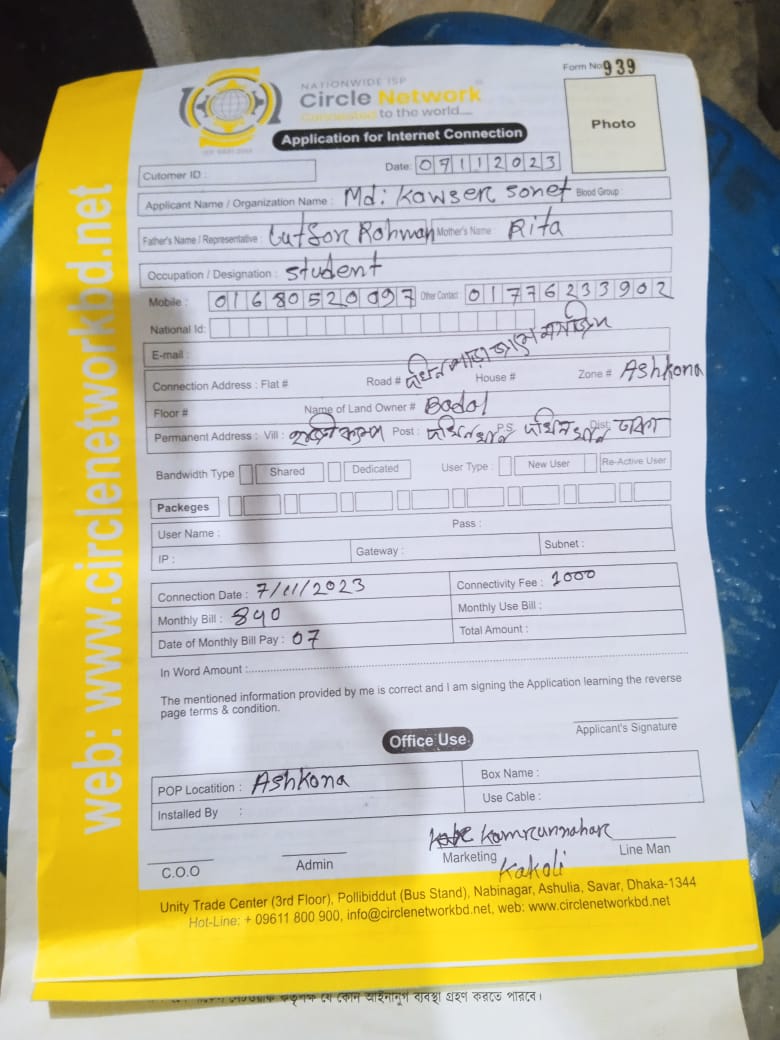 Form No: 939
NATIONWIDE ISP
Circle Network
Connected to the world....
Application for Internet Connection
Photo
Cutomer ID :
Date: 07112023
Applicant Name / Organization Name : Md: Kawser Sonet Blood Group :
Father's Name / Representative : Lutfor Rohman Mother's Name : Rita
Occupation / Designation : Student
Mobile : 01680520097 Other Contact : 01776233902
National Id:
E-mail :
Connection Address : Flat # Road # House # Zone # Ashkona
Floor # Name of Land Owner # Badol
Permanent Address : Vill : Post : P.S. Dist: ঢাকা
Bandwidth Type Shared Dedicated User Type : New User Re-Active User
Packeges
User Name : Pass :
IP : Gateway : Subnet :
Connection Date : 7/11/2023 Connectivity Fee : 1000
Monthly Bill : 840 Monthly Use Bill :
Date of Monthly Bill Pay : 07 Total Amount :
In Word Amount :
The mentioned information provided by me is correct and I am signing the Application learning the reverse
page terms & condition.
Applicant's Signature
Office Use
POP Locatition : Ashkona Box Name :
Installed By : Use Cable :
Kamrunnahar
C.O.O Admin Marketing Line Man
Kakoli
Unity Trade Center (3rd Floor), Pollibiddut (Bus Stand), Nabinagar, Ashulia, Savar, Dhaka-1344
Hot-Line: + 09611 800 900, info@circlenetworkbd.net, web: www.circlenetworkbd.net
web: www.circlenetworkbd.net
যে কোন আইনানুগ ব্যবস্থা গ্রহণ করতে পারবে।